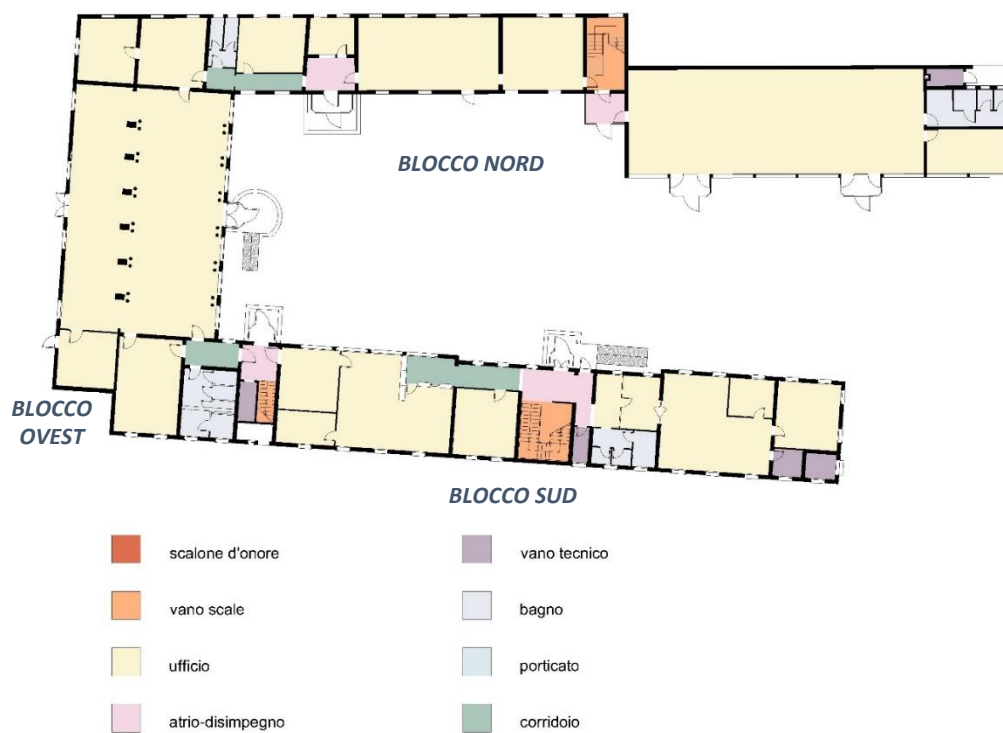 BLOCCO NORD
BLOCCO
OVEST
BLOCCO SUD
scalone d'onore
vano tecnico
vano scale
bagno
ufficio
porticato
atrio-disimpegno
corridoio